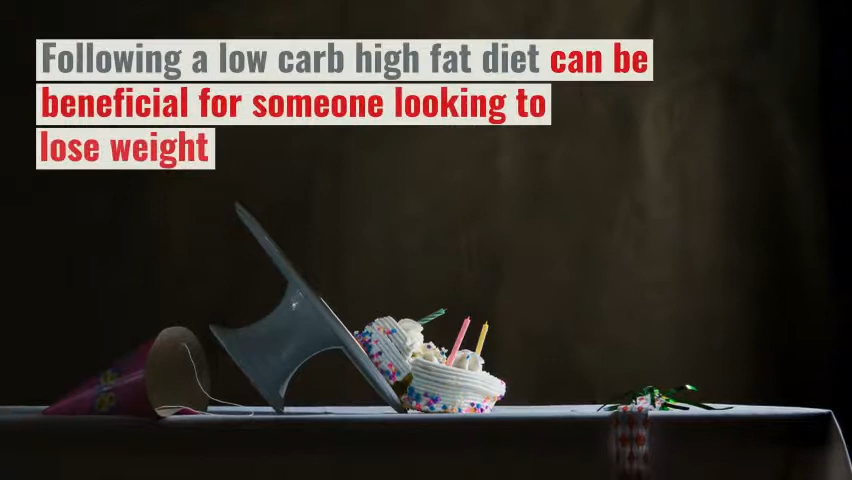 Following a low carb high fat diet can be
beneficial for someone looking to
lose weight